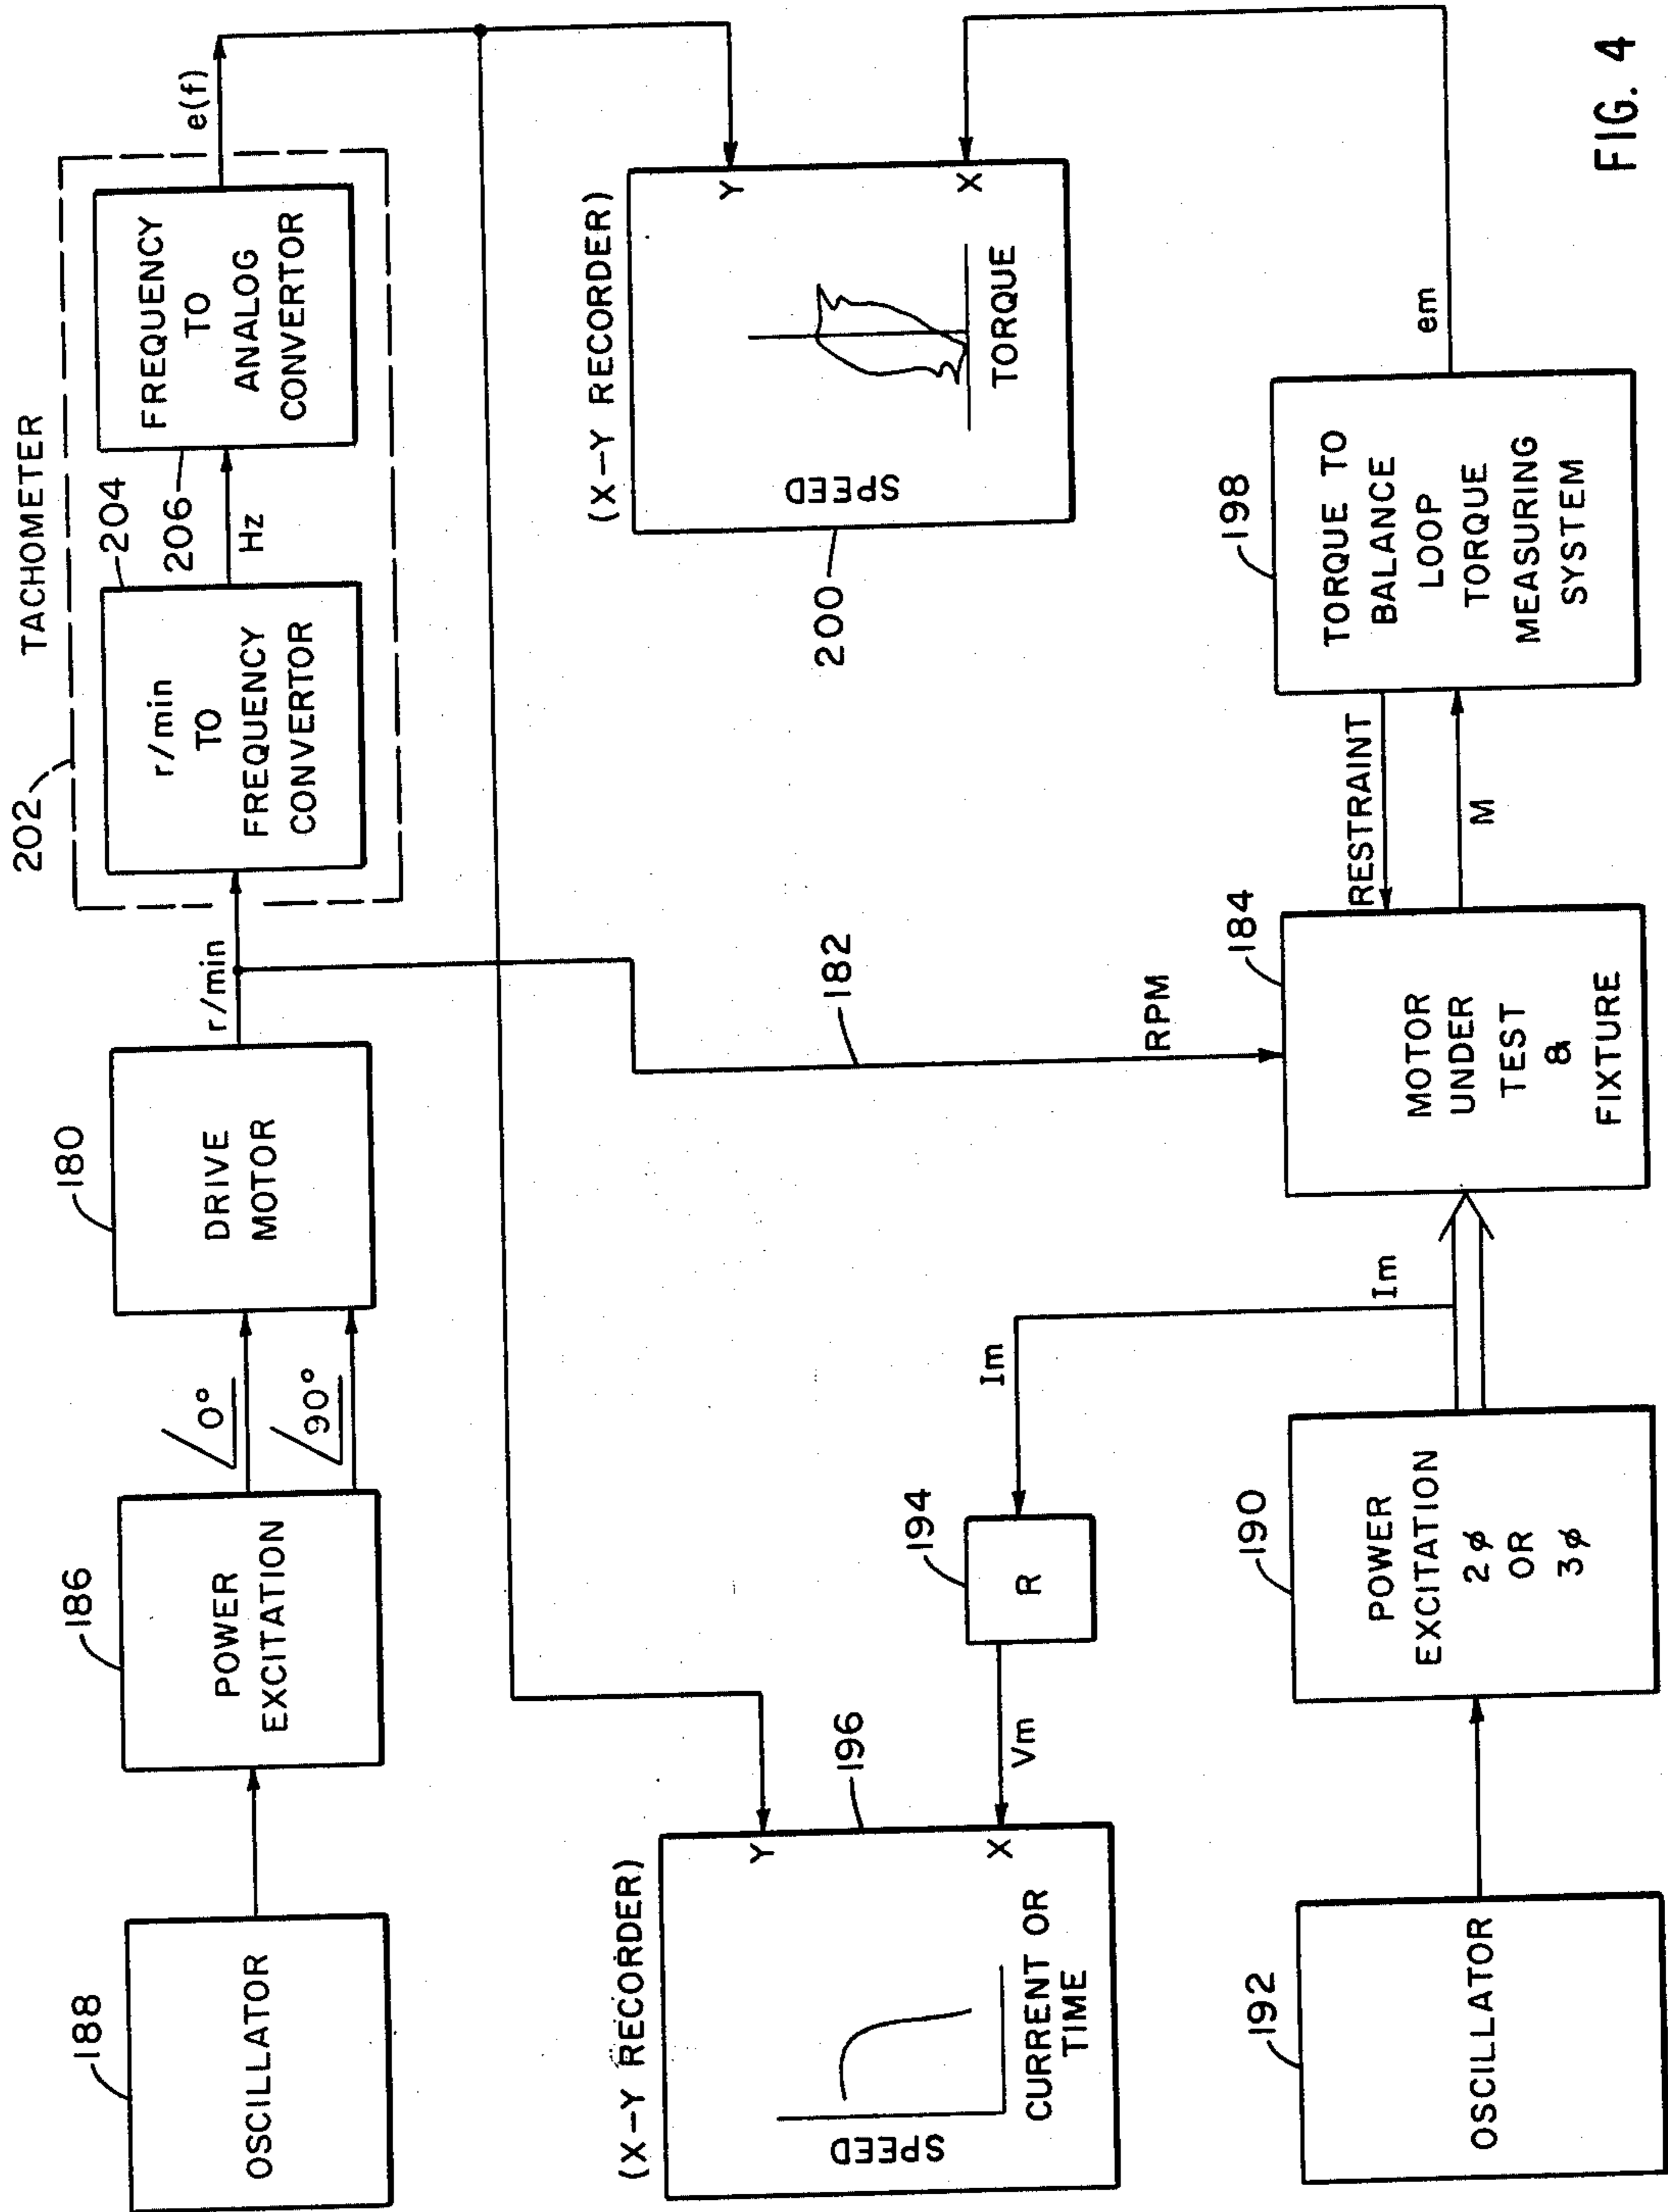 TACHOMETER
202
188
OSCILLATOR
186
POWER
EXCITATION
0°
90°
180
DRIVE
MOTOR
r/min
204
r/min
TO
FREQUENCY
CONVERTOR
206
Hz
FREQUENCY
TO
ANALOG
CONVERTOR
e(f)
(X-Y RECORDER)
196
SPEED
Y
X
CURRENT OR
TIME
Vm
194
R
Im
182
RPM
(X-Y RECORDER)
200
SPEED
Y
X
TORQUE
192
OSCILLATOR
190
POWER
EXCITATION
2ø
OR
3ø
Im
184
MOTOR
UNDER
TEST
&
FIXTURE
RESTRAINT
M
198
TORQUE TO
BALANCE
LOOP
TORQUE
MEASURING
SYSTEM
em
FIG. 4